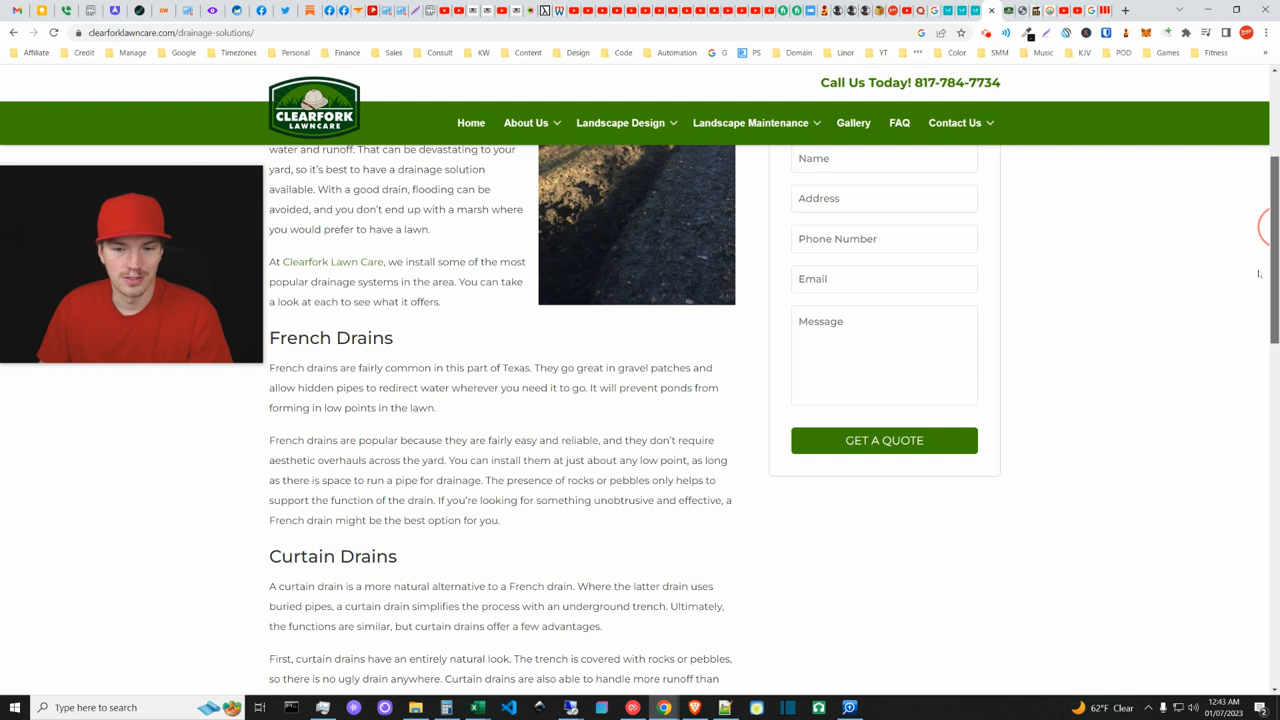 clearforklawncare.com/drainage-solutions/
Affiliate Credit Manage Google Timezones Personal Finance Sales Consult KW Content Design Code Automation G PS Domain Linor YT *** Color SMM Music KJV POD Games Fitness »
Call Us Today! 817-784-7734
CLEARFORK
LAWNCARE
Home About Us Landscape Design Landscape Maintenance Gallery FAQ Contact Us
water and runoff. That can be devastating to your
yard, so it's best to have a drainage solution
available. With a good drain, flooding can be
avoided, and you don't end up with a marsh where
you would prefer to have a lawn.
At Clearfork Lawn Care, we install some of the most
popular drainage systems in the area. You can take
a look at each to see what it offers.
French Drains
French drains are fairly common in this part of Texas. They go great in gravel patches and
allow hidden pipes to redirect water wherever you need it to go. It will prevent ponds from
forming in low points in the lawn.
French drains are popular because they are fairly easy and reliable, and they don't require
aesthetic overhauls across the yard. You can install them at just about any low point, as long
as there is space to run a pipe for drainage. The presence of rocks or pebbles only helps to
support the function of the drain. If you're looking for something unobtrusive and effective, a
French drain might be the best option for you.
Curtain Drains
A curtain drain is a more natural alternative to a French drain. Where the latter drain uses
buried pipes, a curtain drain simplifies the process with an underground trench. Ultimately,
the functions are similar, but curtain drains offer a few advantages.
First, curtain drains have an entirely natural look. The trench is covered with rocks or pebbles,
so there is no ugly drain anywhere. Curtain drains are also able to handle more runoff than
Name
Address
Phone Number
Email
Message
GET A QUOTE
Type here to search
62°F Clear
12:43 AM
01/07/2023